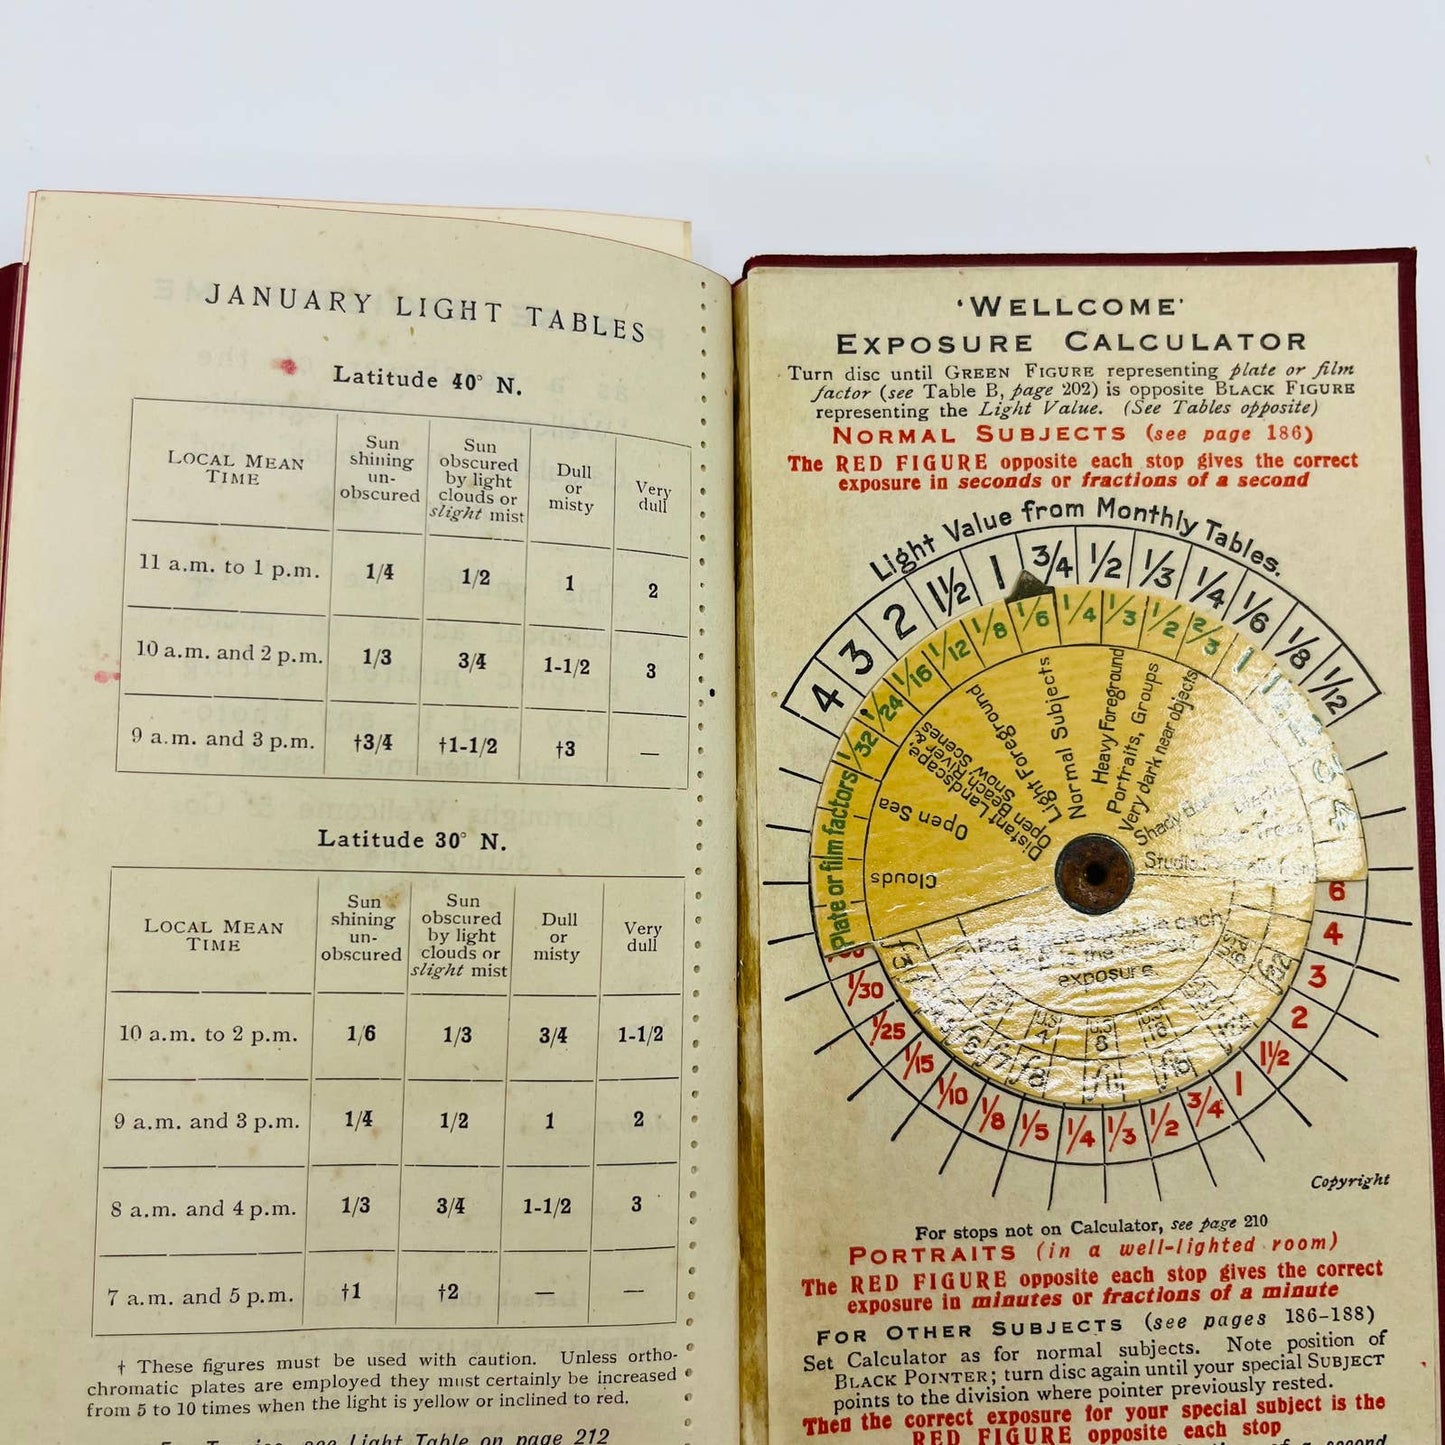 JANUARY LIGHT TABLES
Latitude 40° N.
LOCAL MEAN
TIME
Sun
shining
un-
obscured
Sun
obscured
by light
clouds or
slight mist
Dull
or
misty
Very
dull
11 a.m. to 1 p.m. 1/4 1/2 1 2
10 a.m. and 2 p.m. 1/3 3/4 1-1/2 3
9 a.m. and 3 p.m. †3/4 †1-1/2 †3 —
Latitude 30° N.
LOCAL MEAN
TIME
Sun
shining
un-
obscured
Sun
obscured
by light
clouds or
slight mist
Dull
or
misty
Very
dull
10 a.m. to 2 p.m. 1/6 1/3 3/4 1-1/2
9 a.m. and 3 p.m. 1/4 1/2 1 2
8 a.m. and 4 p.m. 1/3 3/4 1-1/2 3
7 a.m. and 5 p.m. †1 †2 — —
† These figures must be used with caution. Unless ortho-
chromatic plates are employed they must certainly be increased
from 5 to 10 times when the light is yellow or inclined to red.
see Light Table on page 212
'WELLCOME'
EXPOSURE CALCULATOR
Turn disc until GREEN FIGURE representing plate or film
factor (see Table B, page 202) is opposite BLACK FIGURE
representing the Light Value. (See Tables opposite)
NORMAL SUBJECTS (see page 186)
The RED FIGURE opposite each stop gives the correct
exposure in seconds or fractions of a second
Light Value from Monthly Tables.
4 3 2 1½ 1 3/4 1/2 1/3 1/4 1/6 1/8 1/12
Plate or film factors
1/32 1/24 1/16 1/12 1/8 1/6 1/4 1/3 1/2 2/3 1
Clouds
Open Sea
Distant Landscape,
Open Beach, River &
Snow Scenes
Light Foreground
Normal Subjects
Heavy Foreground
Portraits, Groups
Very dark near objects
exposure
f6 f7 f8 f11 f16 f32
1/30 1/25 1/15 1/10 1/8 1/5 1/4 1/3 1/2 3/4 1 1½ 2 3 4 6
Copyright
For stops not on Calculator, see page 210
PORTRAITS (in a well-lighted room)
The RED FIGURE opposite each stop gives the correct
exposure in minutes or fractions of a minute
FOR OTHER SUBJECTS (see pages 186-188)
Set Calculator as for normal subjects. Note position of
BLACK POINTER; turn disc again until your special SUBJECT
points to the division where pointer previously rested.
Then the correct exposure for your special subject is the
RED FIGURE opposite each stop
of a second